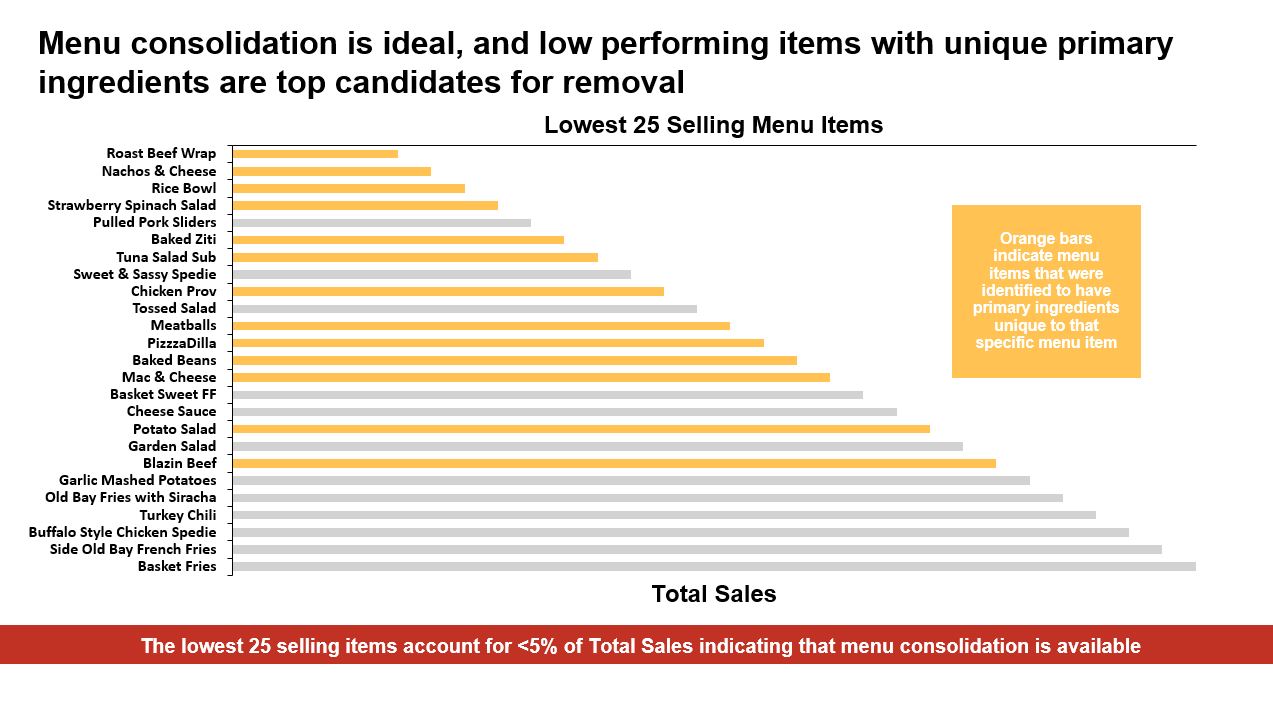 Menu consolidation is ideal, and low performing items with unique primary
ingredients are top candidates for removal
Lowest 25 Selling Menu Items
Roast Beef Wrap
Nachos & Cheese
Rice Bowl
Strawberry Spinach Salad
Pulled Pork Sliders
Baked Ziti
Tuna Salad Sub
Sweet & Sassy Spedie
Chicken Prov
Tossed Salad
Meatballs
PizzzaDilla
Baked Beans
Mac & Cheese
Basket Sweet FF
Cheese Sauce
Potato Salad
Garden Salad
Blazin Beef
Garlic Mashed Potatoes
Old Bay Fries with Siracha
Turkey Chili
Buffalo Style Chicken Spedie
Side Old Bay French Fries
Basket Fries
Orange bars
indicate menu
items that were
identified to have
primary ingredients
unique to that
specific menu item
Total Sales
The lowest 25 selling items account for <5% of Total Sales indicating that menu consolidation is available